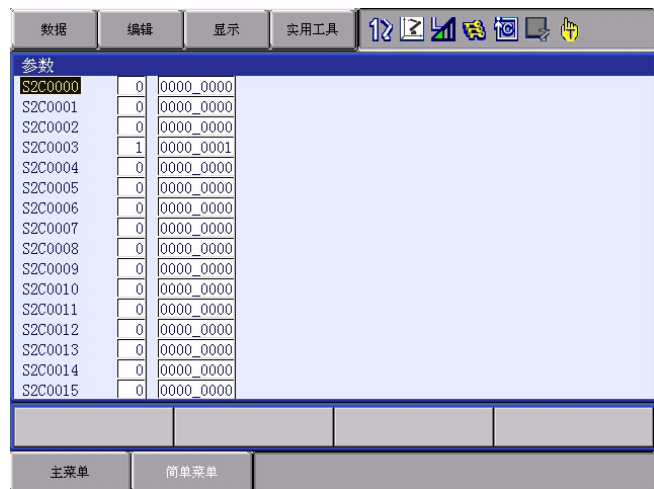 数据 编辑 显示 实用工具
参数
S2C0000 0 0000_0000
S2C0001 0 0000_0000
S2C0002 0 0000_0000
S2C0003 1 0000_0001
S2C0004 0 0000_0000
S2C0005 0 0000_0000
S2C0006 0 0000_0000
S2C0007 0 0000_0000
S2C0008 0 0000_0000
S2C0009 0 0000_0000
S2C0010 0 0000_0000
S2C0011 0 0000_0000
S2C0012 0 0000_0000
S2C0013 0 0000_0000
S2C0014 0 0000_0000
S2C0015 0 0000_0000
主菜单 简单菜单